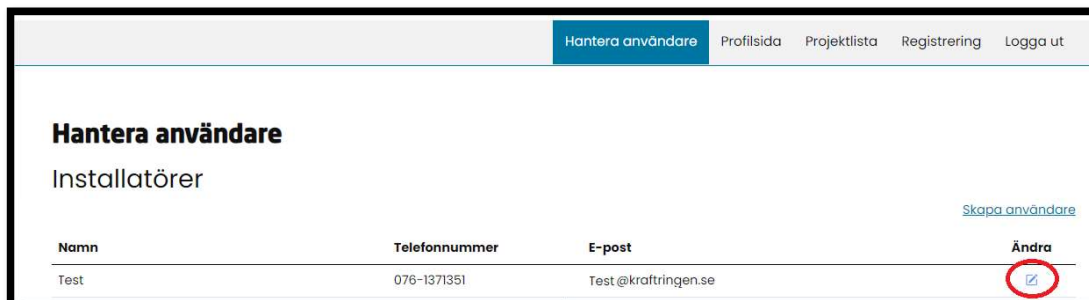 Hantera användare Profilsida Projektlista Registrering Logga ut
Hantera användare
Installatörer
Skapa användare
Namn Telefonnummer E-post Ändra
Test 076-1371351 Test@kraftringen.se